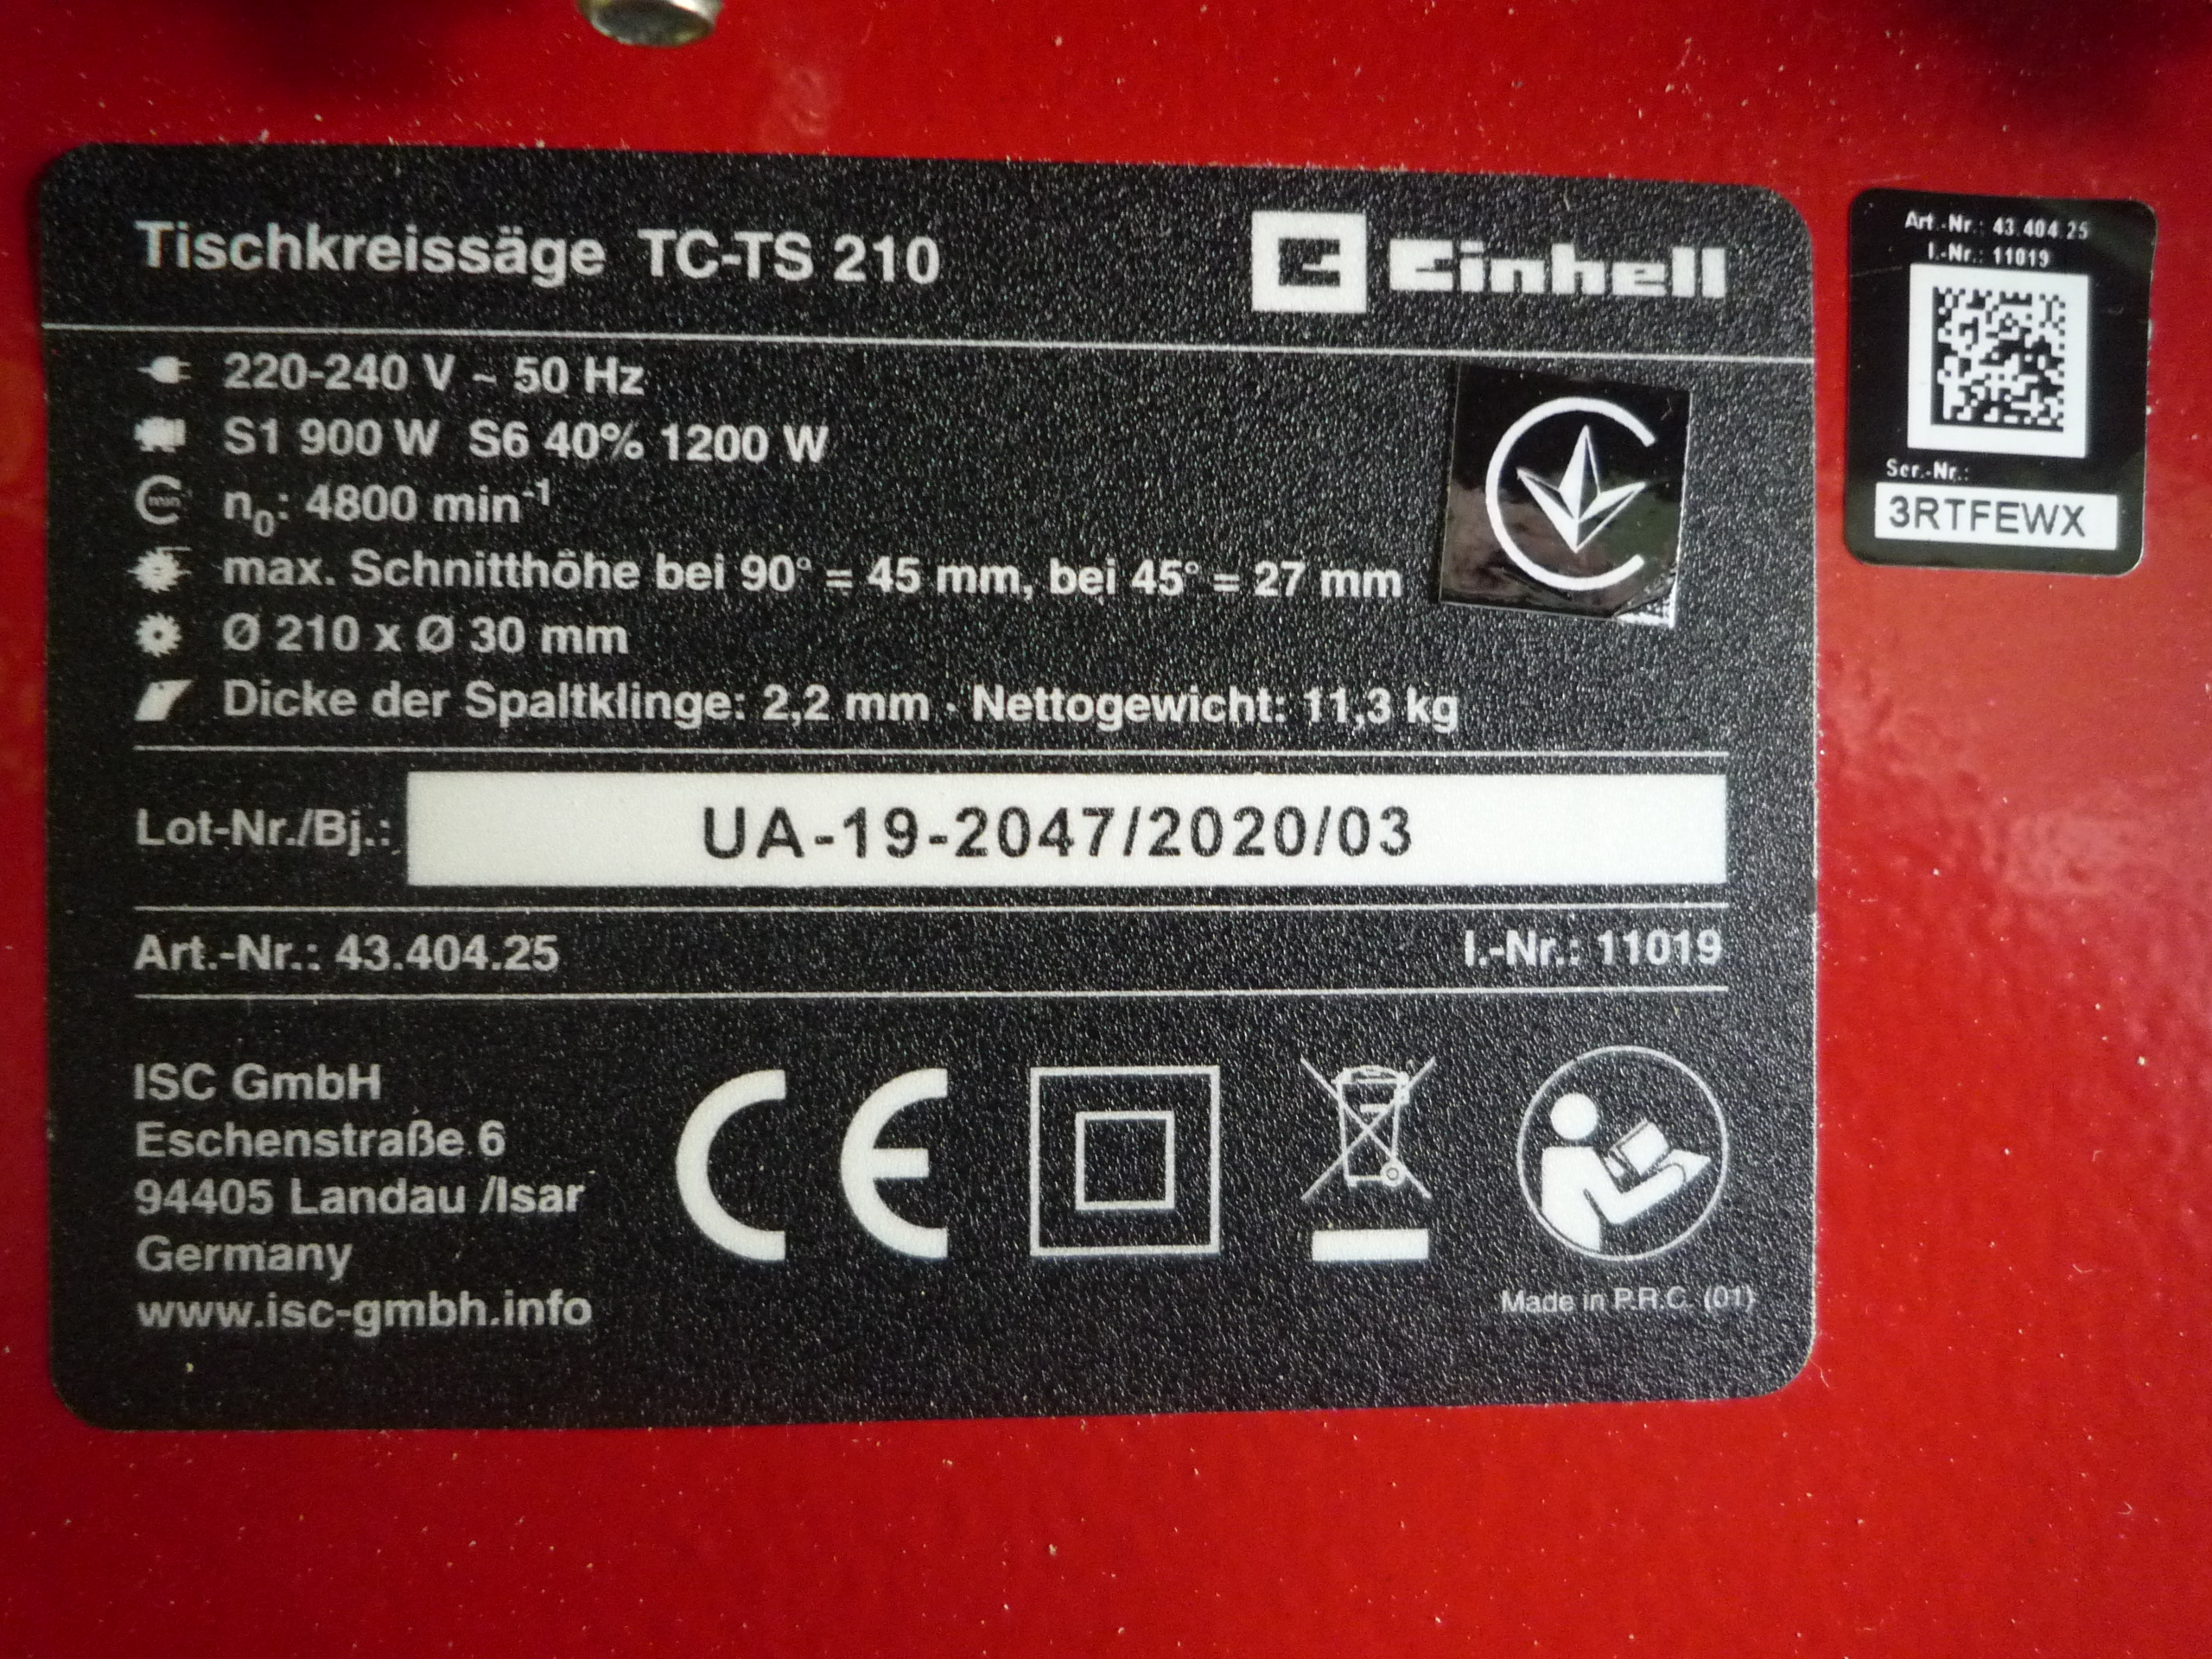 Tischkreissäge TC-TS 210
Einhell
220-240 V ~ 50 Hz
S1 900 W S6 40% 1200 W
min
n₀: 4800 min⁻¹
max. Schnitthöhe bei 90° = 45 mm, bei 45° = 27 mm
Ø 210 x Ø 30 mm
Dicke der Spaltklinge: 2,2 mm · Nettogewicht: 11,3 kg
Lot-Nr./Bj.: UA-19-2047/2020/03
Art.-Nr.: 43.404.25 I.-Nr.: 11019
ISC GmbH
Eschenstraße 6
94405 Landau /Isar
Germany
www.isc-gmbh.info
CE
Made in P.R.C. (01)
Art.-Nr.: 43.404.25
I.-Nr.: 11019
Ser.-Nr.:
3RTFEWX